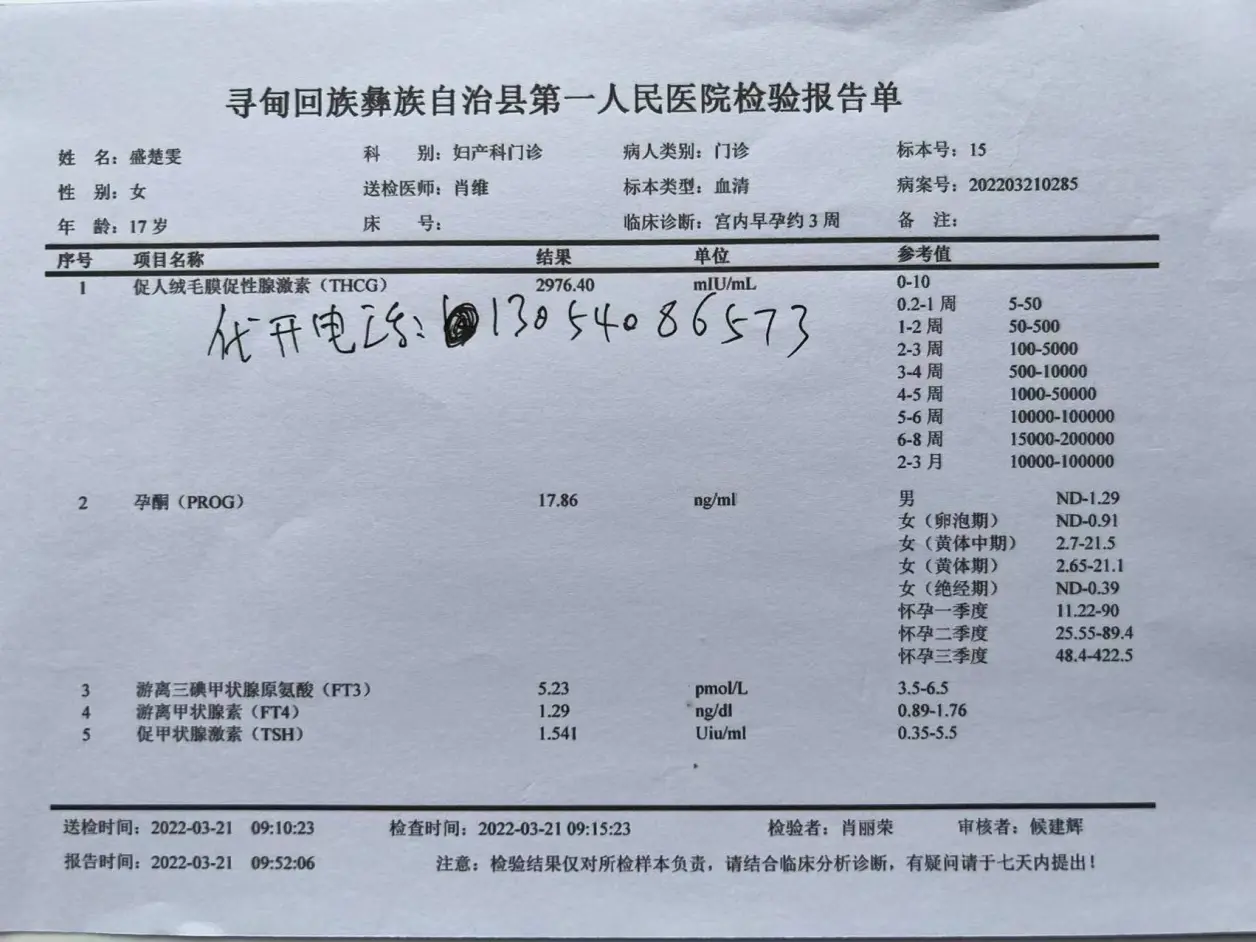 寻甸回族彝族自治县第一人民医院检验报告单
姓 名：盛楚雯 科 别：妇产科门诊 病人类别：门诊 标本号：15
性 别：女 送检医师：肖维 标本类型：血清 病案号：202203210285
年 龄：17岁 床 号： 临床诊断：宫内早孕约3周 备 注：
序号 项目名称 结果 单位 参考值
1 促人绒毛膜促性腺激素（THCG） 2976.40 mIU/mL 0-10
0.2-1周 5-50
代开电话：13054086573
1-2周 50-500
2-3周 100-5000
3-4周 500-10000
4-5周 1000-50000
5-6周 10000-100000
6-8周 15000-200000
2-3月 10000-100000
2 孕酮（PROG） 17.86 ng/ml 男 ND-1.29
女（卵泡期） ND-0.91
女（黄体中期） 2.7-21.5
女（黄体期） 2.65-21.1
女（绝经期） ND-0.39
怀孕一季度 11.22-90
怀孕二季度 25.55-89.4
怀孕三季度 48.4-422.5
3 游离三碘甲状腺原氨酸（FT3） 5.23 pmol/L 3.5-6.5
4 游离甲状腺素（FT4） 1.29 ng/dl 0.89-1.76
5 促甲状腺激素（TSH） 1.541 Uiu/ml 0.35-5.5
送检时间：2022-03-21 09:10:23 检查时间：2022-03-21 09:15:23 检验者：肖丽荣 审核者：候建辉
报告时间：2022-03-21 09:52:06 注意：检验结果仅对所检样本负责，请结合临床分析诊断，有疑问请于七天内提出！